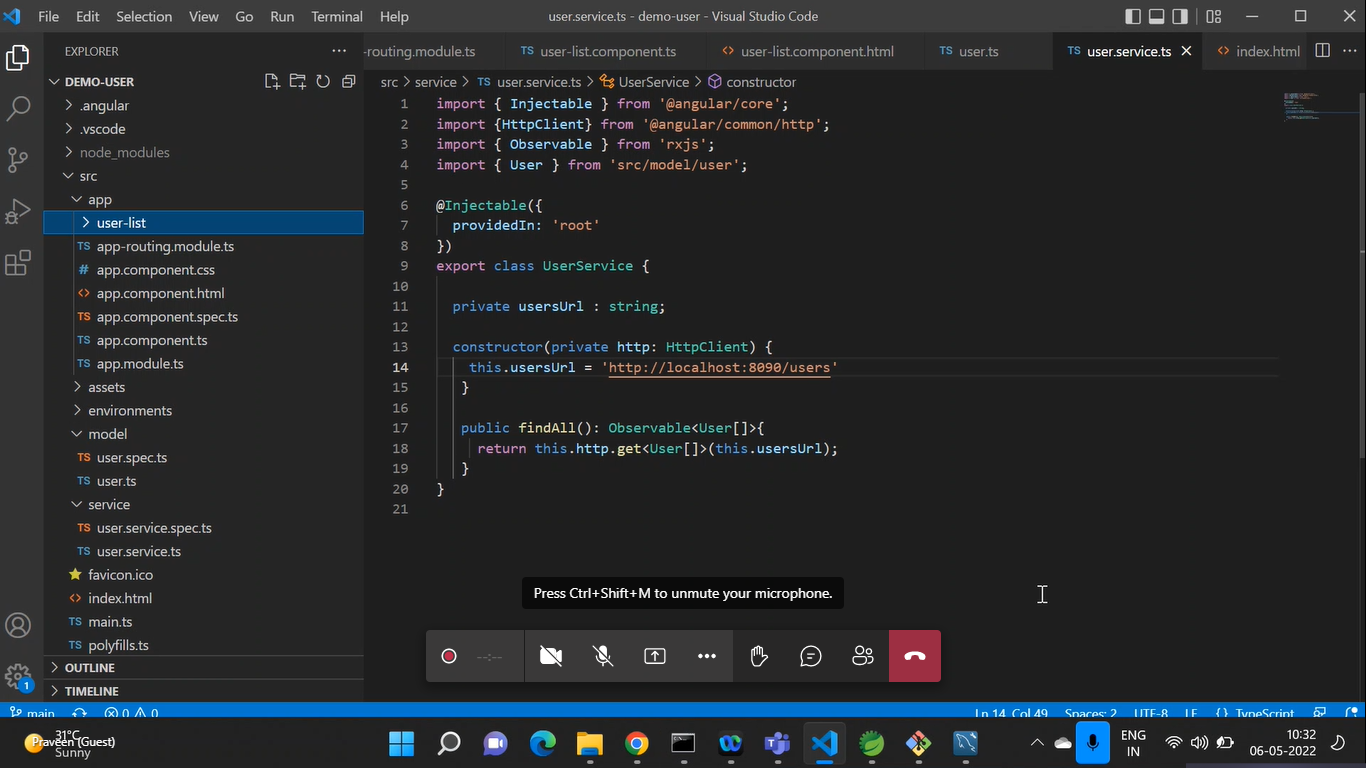 File Edit Selection View Go Run Terminal Help
user.service.ts - demo-user - Visual Studio Code
EXPLORER
DEMO-USER
.angular
.vscode
node_modules
src
app
user-list
TS app-routing.module.ts
# app.component.css
<> app.component.html
TS app.component.spec.ts
TS app.component.ts
TS app.module.ts
assets
environments
model
TS user.spec.ts
TS user.ts
service
TS user.service.spec.ts
TS user.service.ts
favicon.ico
<> index.html
TS main.ts
TS polyfills.ts
OUTLINE
TIMELINE
1
-routing.module.ts TS user-list.component.ts <> user-list.component.html TS user.ts TS user.service.ts <> index.html
src > service > TS user.service.ts > UserService > constructor
1 import { Injectable } from '@angular/core';
2 import {HttpClient} from '@angular/common/http';
3 import { Observable } from 'rxjs';
4 import { User } from 'src/model/user';
5
6 @Injectable({
7 providedIn: 'root'
8 })
9 export class UserService {
10
11 private usersUrl : string;
12
13 constructor(private http: HttpClient) {
14 this.usersUrl = 'http://localhost:8090/users'
15 }
16
17 public findAll(): Observable<User[]>{
18 return this.http.get<User[]>(this.usersUrl);
19 }
20 }
21
Press Ctrl+Shift+M to unmute your microphone.
--:--
main 0 0 Ln 14, Col 49 Spaces: 2 UTF-8 LF {} TypeScript
31°C
Praveen (Guest)
Sunny
ENG
IN
10:32
06-05-2022